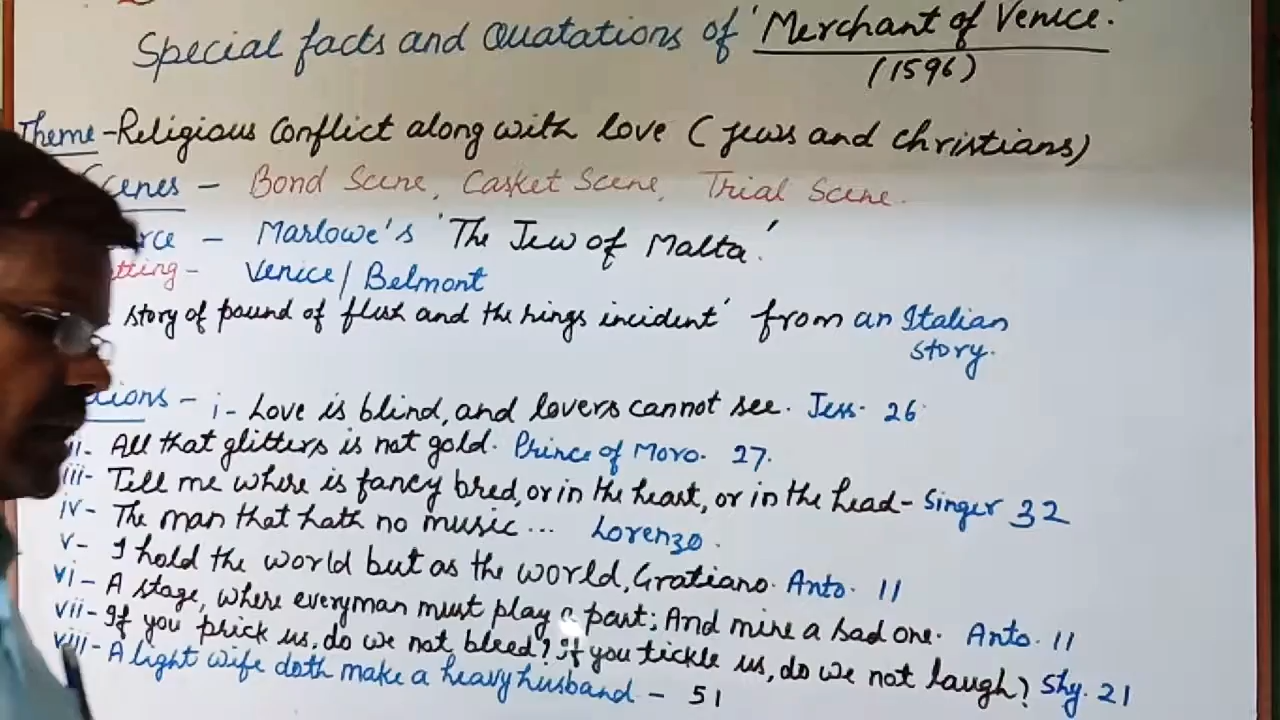 Special facts and Quatations of 'Merchant of Venice.'
(1596)
Theme - Religious Conflict along with love (Jews and christians)
cenes - Bond Scene, Casket Scene, Trial Scene.
rce - Marlowe's 'The Jew of Malta.'
tting - Venice / Belmont
story of pound of flesh and the rings incident' from an Italian
story.
tions - i - Love is blind, and lovers cannot see. Jess. 26
ii - All that glitters is not gold. Prince of Moro. 27.
iii - Tell me where is fancy bred, or in the heart, or in the head - Singer 32
iv - The man that hath no music ... Lorenzo.
v - I hold the world but as the world, Gratiano. Anto. 11
vi - A stage, where everyman must play a part; And mine a sad one. Anto. 11
vii - If you prick us, do we not bleed? If you tickle us, do we not laugh? Shy. 21
viii - A light wife doth make a heavy husband - 51